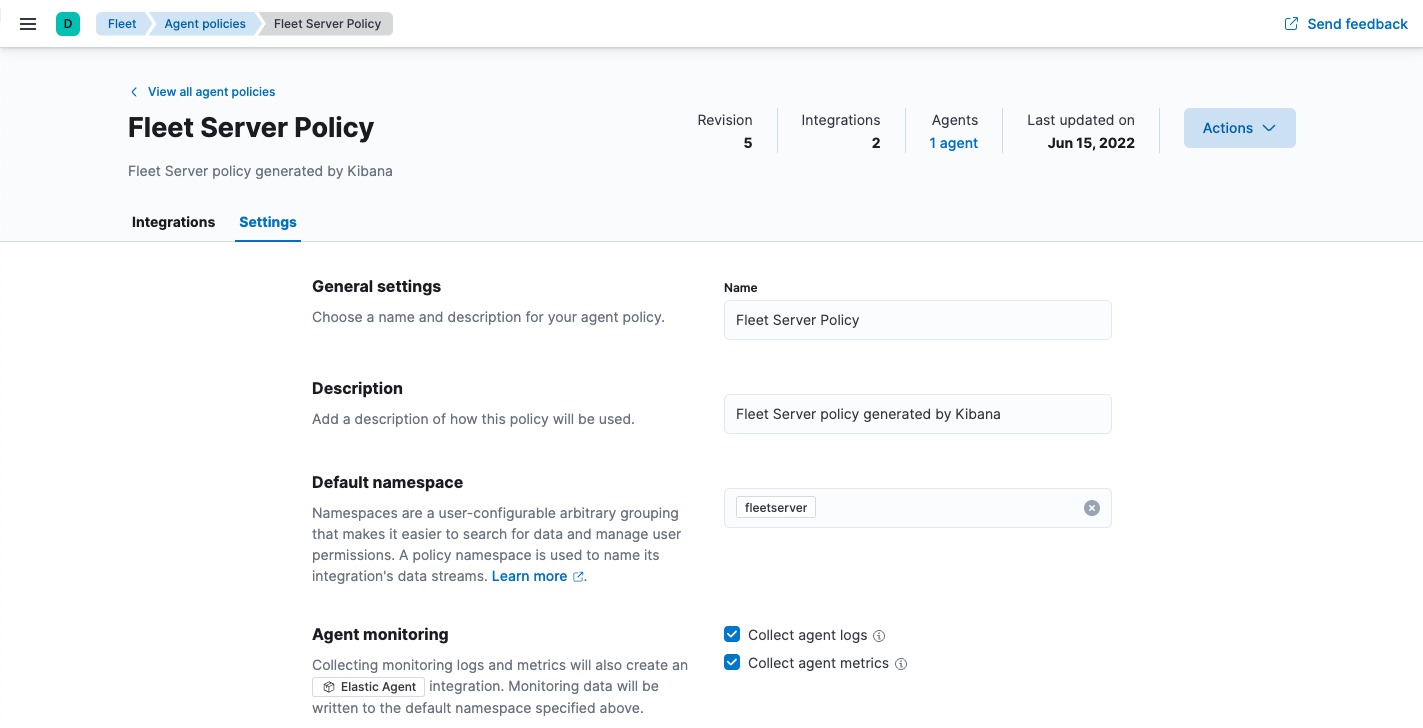 D
Fleet
Agent policies
Fleet Server Policy
Send feedback
View all agent policies
Fleet Server Policy
Fleet Server policy generated by Kibana
Revision
5
Integrations
2
Agents
1 agent
Last updated on
Jun 15, 2022
Actions
Integrations
Settings
General settings
Choose a name and description for your agent policy.
Name
Fleet Server Policy
Description
Add a description of how this policy will be used.
Fleet Server policy generated by Kibana
Default namespace
Namespaces are a user-configurable arbitrary grouping
that makes it easier to search for data and manage user
permissions. A policy namespace is used to name its
integration's data streams. Learn more .
fleetserver
Agent monitoring
Collecting monitoring logs and metrics will also create an
Elastic Agent integration. Monitoring data will be
written to the default namespace specified above.
Collect agent logs
Collect agent metrics